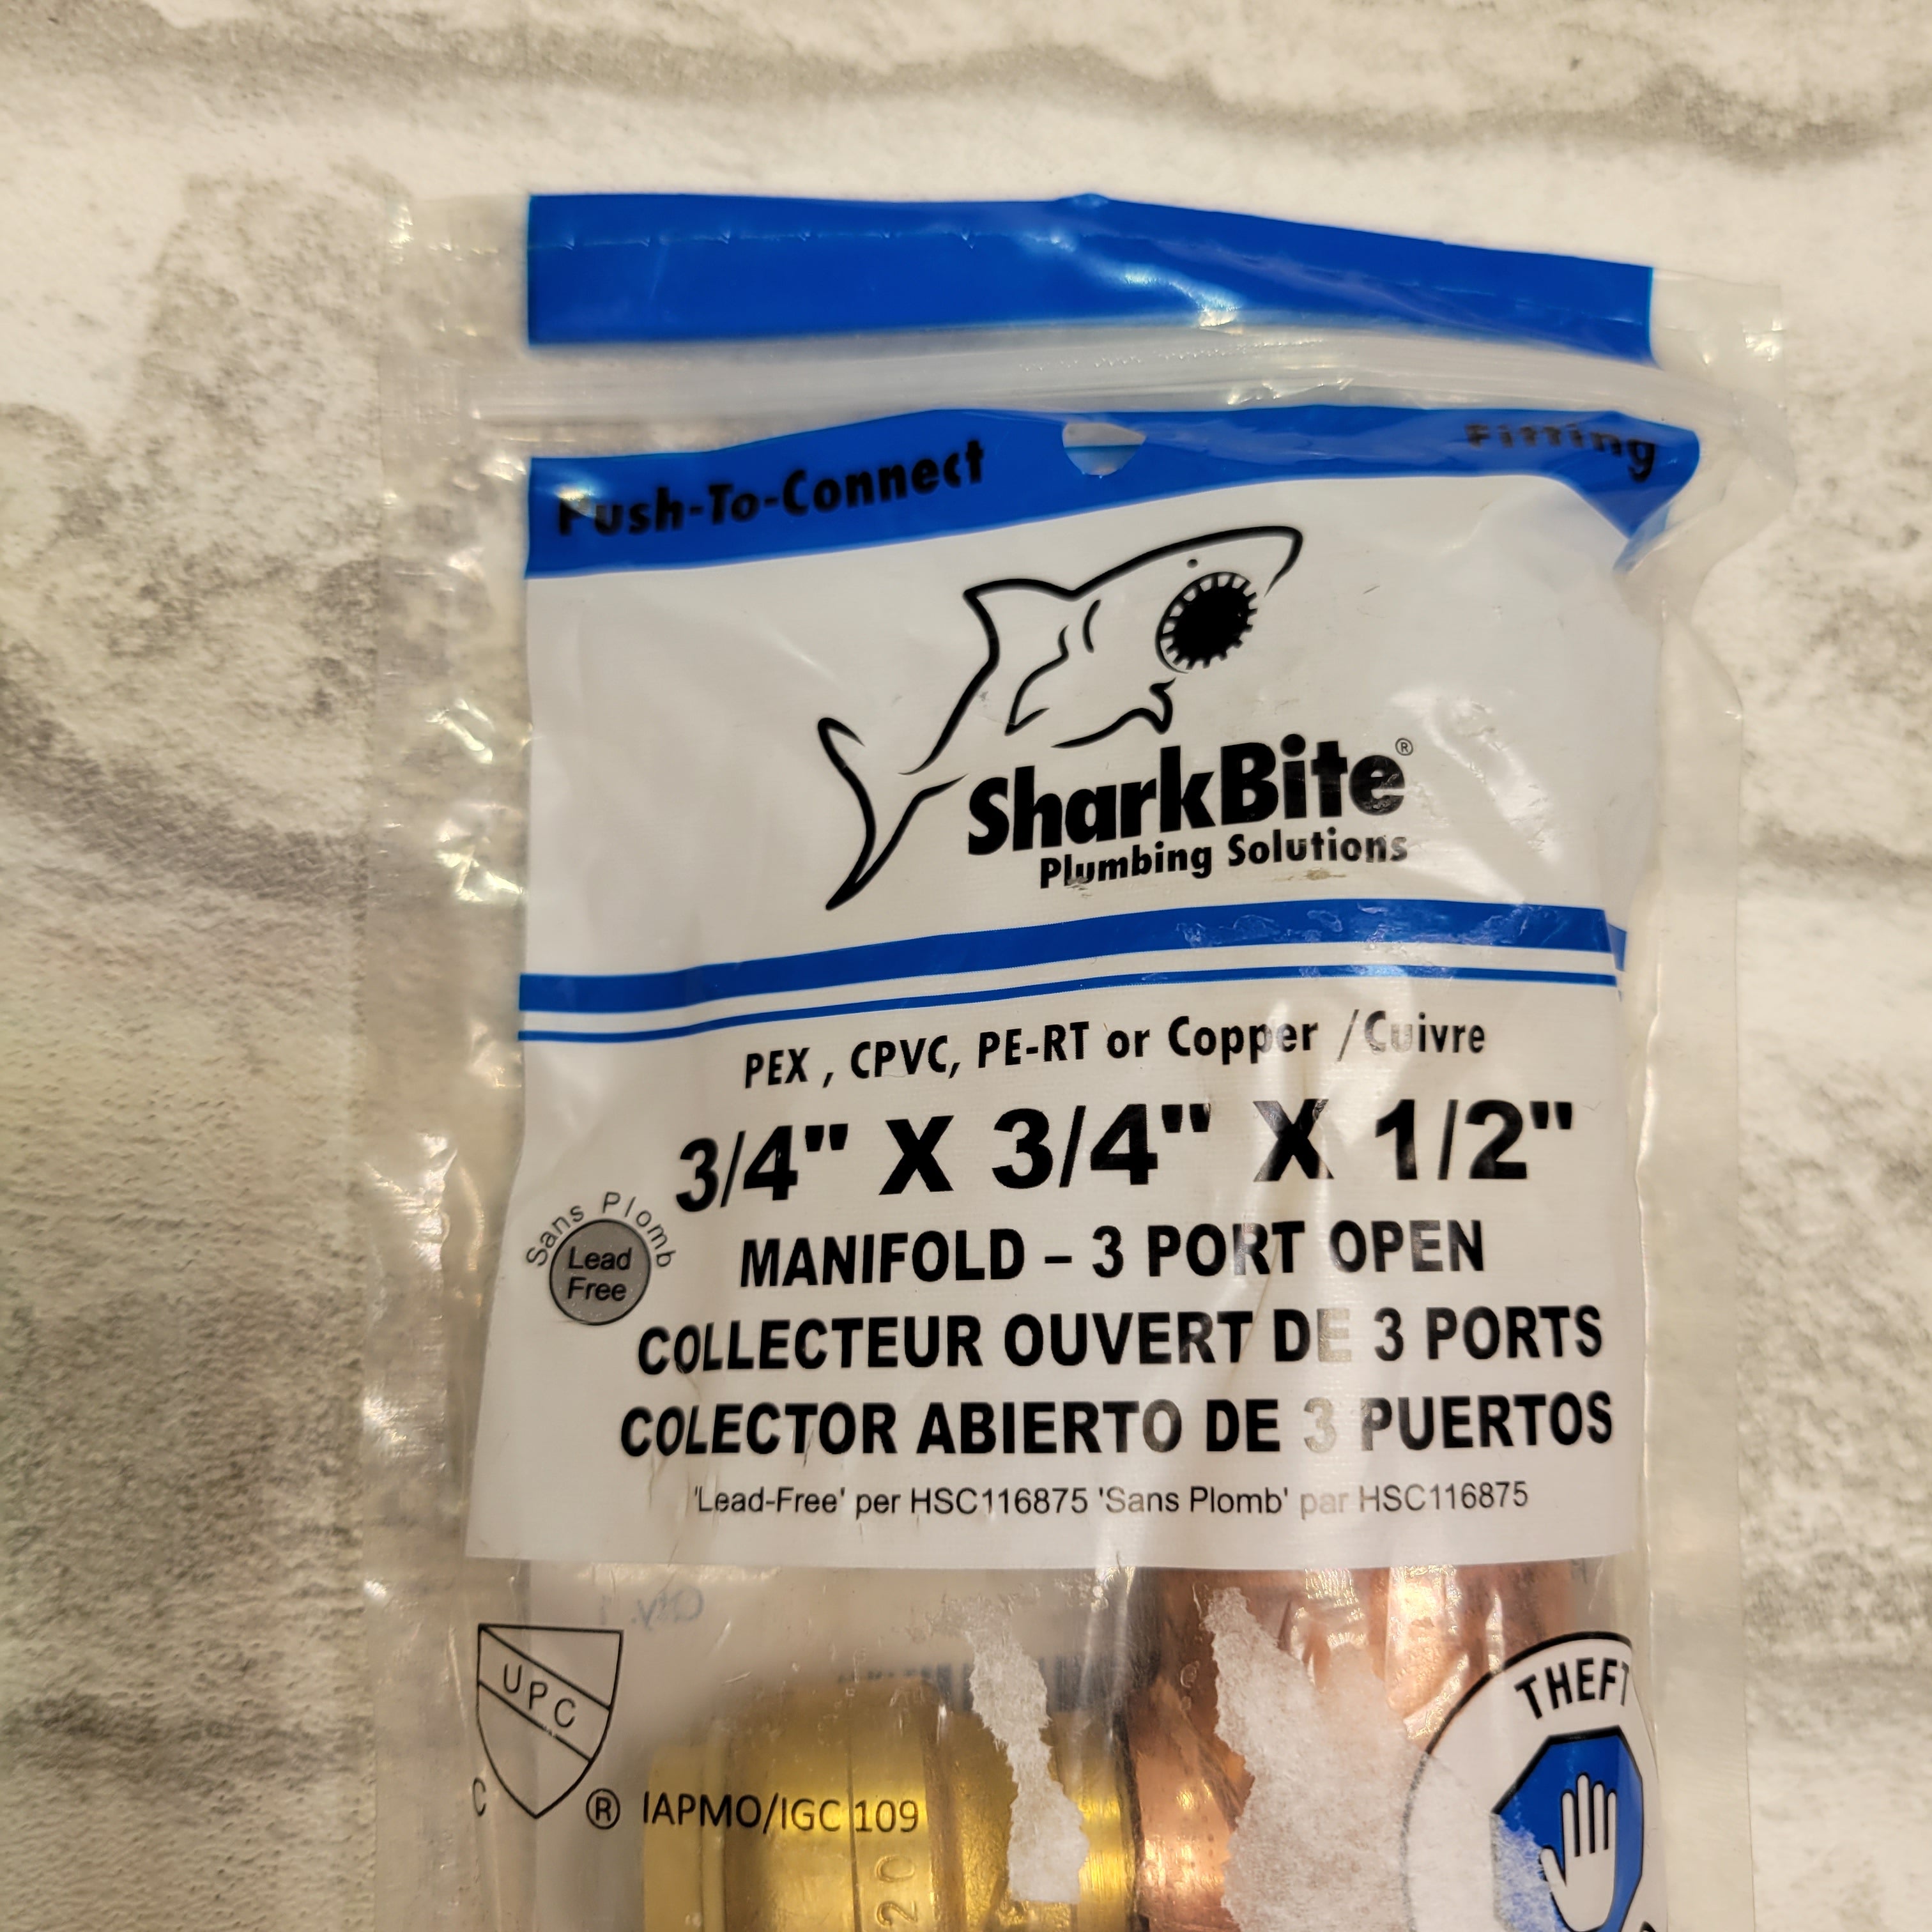 Push-To-Connect Fitting
SharkBite®
Plumbing Solutions
PEX , CPVC, PE-RT or Copper /Cuivre
3/4" X 3/4" X 1/2"
Sans Plomb
Lead
Free
MANIFOLD – 3 PORT OPEN
COLLECTEUR OUVERT DE 3 PORTS
COLECTOR ABIERTO DE 3 PUERTOS
'Lead-Free' per HSC116875 'Sans Plomb' par HSC116875
Qty. 1
UPC
C ® IAPMO/IGC 109
THEFT